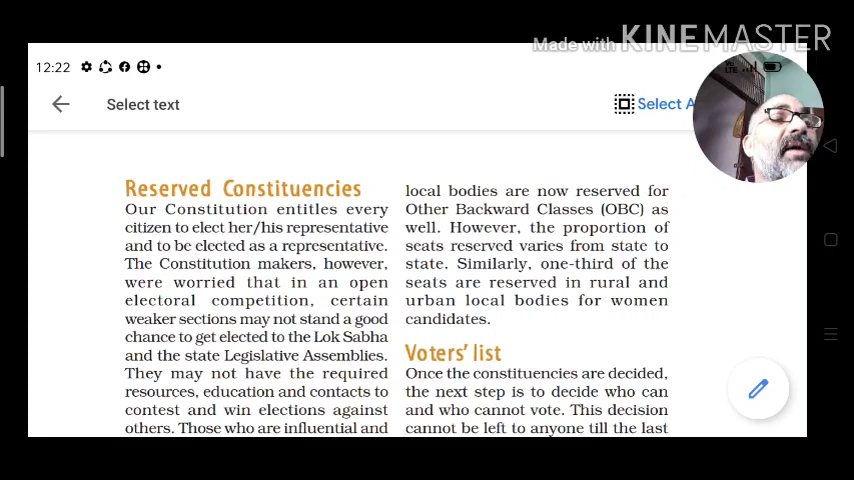 Made with KINEMASTER
12:22
VO
LTE
Select text
Select A
Reserved Constituencies
Our Constitution entitles every
citizen to elect her/his representative
and to be elected as a representative.
The Constitution makers, however,
were worried that in an open
electoral competition, certain
weaker sections may not stand a good
chance to get elected to the Lok Sabha
and the state Legislative Assemblies.
They may not have the required
resources, education and contacts to
contest and win elections against
others. Those who are influential and
local bodies are now reserved for
Other Backward Classes (OBC) as
well. However, the proportion of
seats reserved varies from state to
state. Similarly, one-third of the
seats are reserved in rural and
urban local bodies for women
candidates.
Voters' list
Once the constituencies are decided,
the next step is to decide who can
and who cannot vote. This decision
cannot be left to anyone till the last